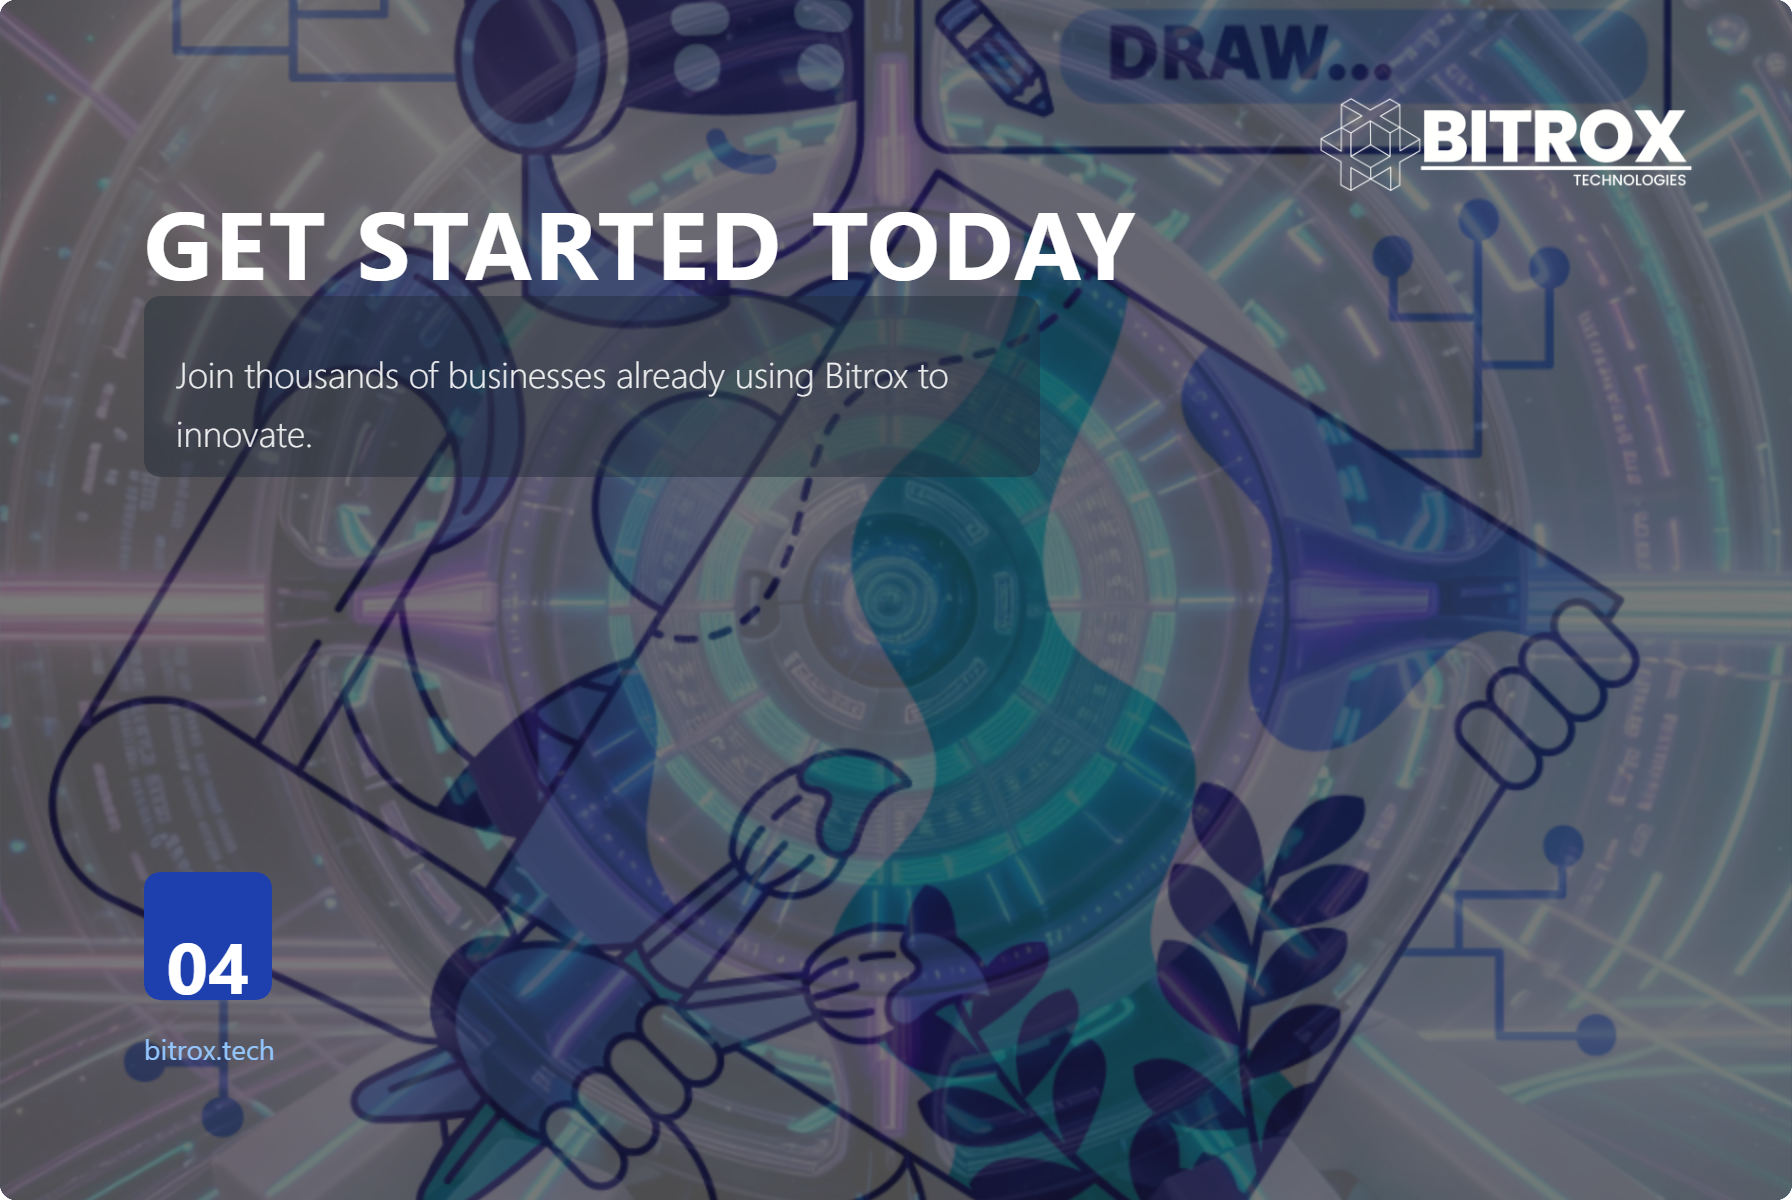 DRAW...
BITROX
TECHNOLOGIES
GET STARTED TODAY
Join thousands of businesses already using Bitrox to
innovate.
04
bitrox.tech